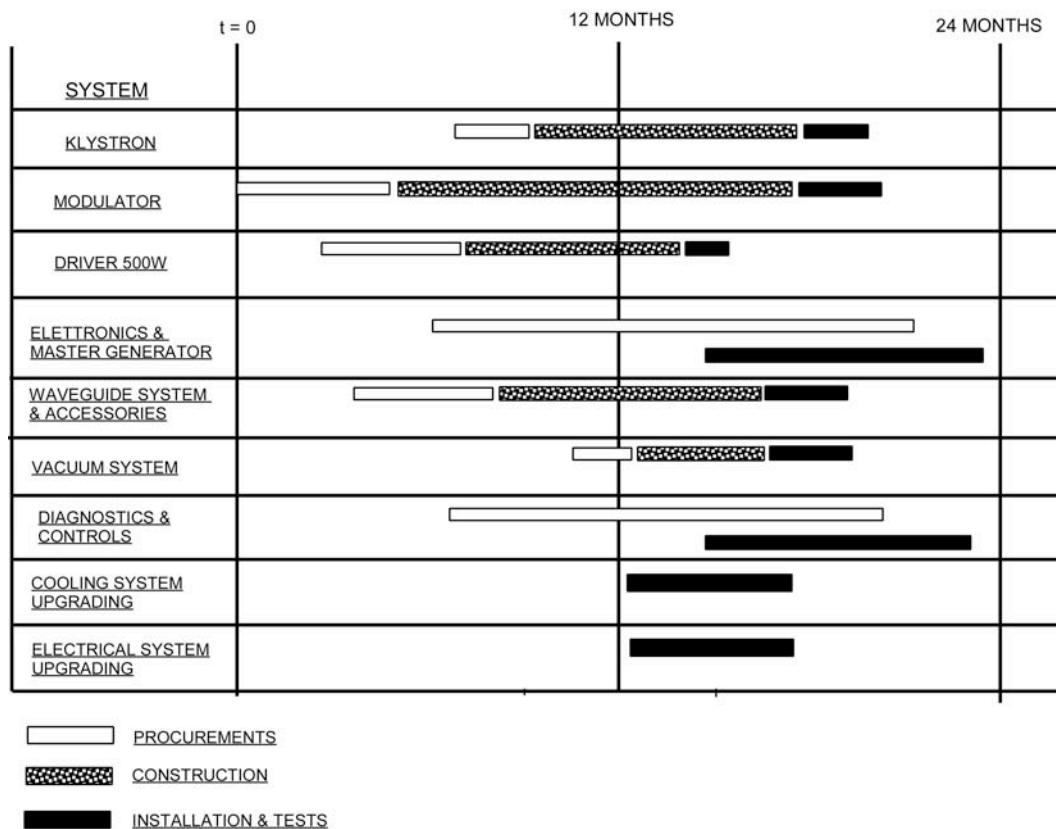 t = 0
12 MONTHS
24 MONTHS
SYSTEM
KLYSTRON
MODULATOR
DRIVER 500W
ELETTRONICS &
MASTER GENERATOR
WAVEGUIDE SYSTEM
& ACCESSORIES
VACUUM SYSTEM
DIAGNOSTICS &
CONTROLS
COOLING SYSTEM
UPGRADING
ELECTRICAL SYSTEM
UPGRADING
PROCUREMENTS
CONSTRUCTION
INSTALLATION & TESTS